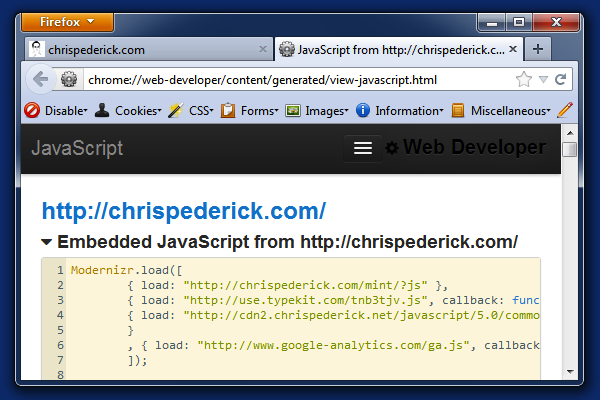 Firefox
chrispederick.com
JavaScript from http://chrispederick.c...
chrome://web-developer/content/generated/view-javascript.html
Disable Cookies CSS Forms Images Information Miscellaneous
JavaScript Web Developer
http://chrispederick.com/
Embedded JavaScript from http://chrispederick.com/
1 Modernizr.load([
2 { load: "http://chrispederick.com/mint/?js" },
3 { load: "http://use.typekit.com/tnb3tjv.js", callback: func
4 { load: "http://cdn2.chrispederick.net/javascript/5.0/commo
5 }
6 , { load: "http://www.google-analytics.com/ga.js", callback
7 ]);
8